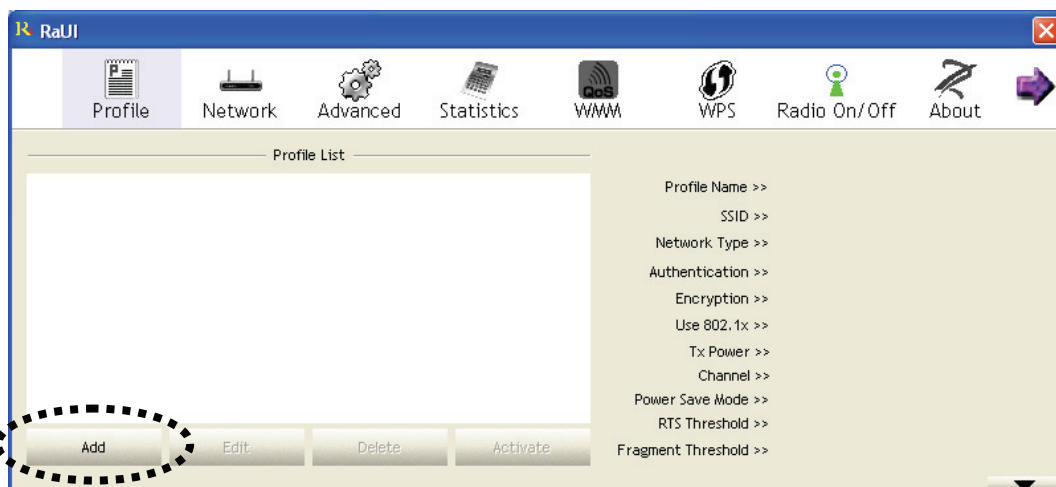 RaUI
Profile Network Advanced Statistics QoS WMM WPS Radio On/Off About
Profile List
Profile Name >>
SSID >>
Network Type >>
Authentication >>
Encryption >>
Use 802.1x >>
Tx Power >>
Channel >>
Power Save Mode >>
RTS Threshold >>
Fragment Threshold >>
Add Edit Delete Activate